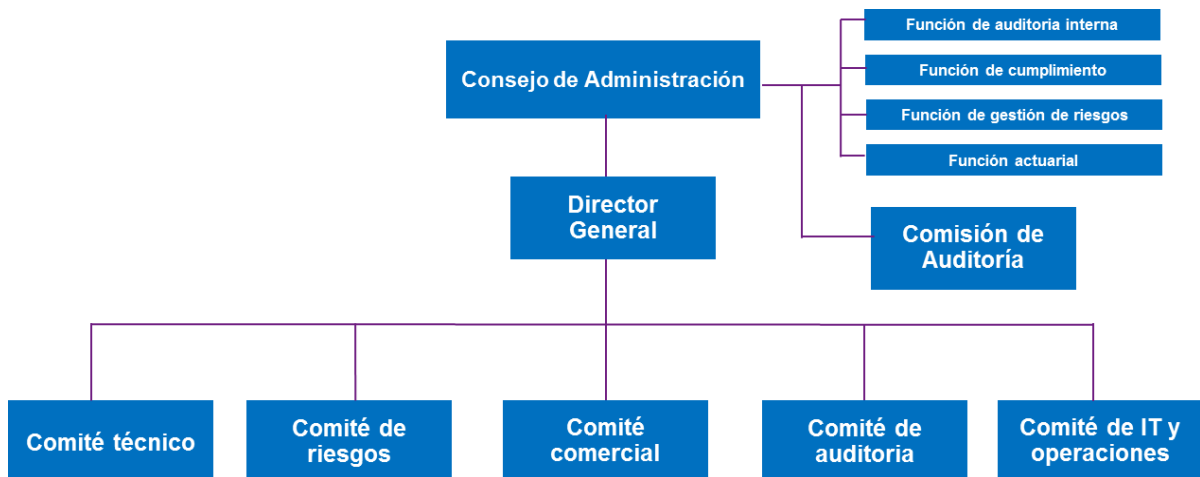 Función de auditoria interna
Consejo de Administración
Función de cumplimiento
Función de gestión de riesgos
Función actuarial
Director
General
Comisión de
Auditoría
Comité técnico
Comité de
riesgos
Comité
comercial
Comité de
auditoria
Comité de IT y
operaciones